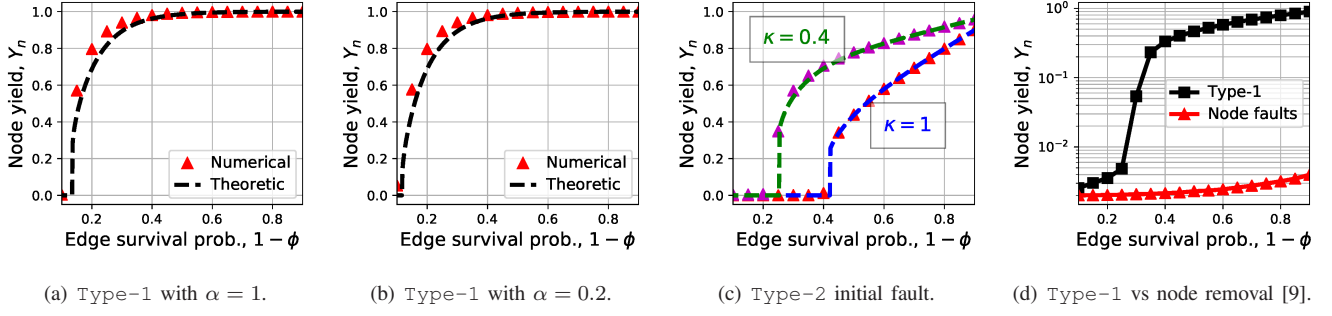 1.0
0.8
0.6
0.4
0.2
0.0
Node yield, Yₙ
Numerical
Theoretic
0.2 0.4 0.6 0.8
Edge survival prob., 1 − ϕ
(a) Type-1 with α = 1.
1.0
0.8
0.6
0.4
0.2
0.0
Node yield, Yₙ
Numerical
Theoretic
0.2 0.4 0.6 0.8
Edge survival prob., 1 − ϕ
(b) Type-1 with α = 0.2.
1.0
0.8
0.6
0.4
0.2
0.0
Node yield, Yₙ
κ = 0.4
κ = 1
0.2 0.4 0.6 0.8
Edge survival prob., 1 − ϕ
(c) Type-2 initial fault.
10⁰
10⁻¹
10⁻²
Node yield, Yₙ
Type-1
Node faults
0.2 0.4 0.6 0.8
Edge survival prob., 1 − ϕ
(d) Type-1 vs node removal [9].